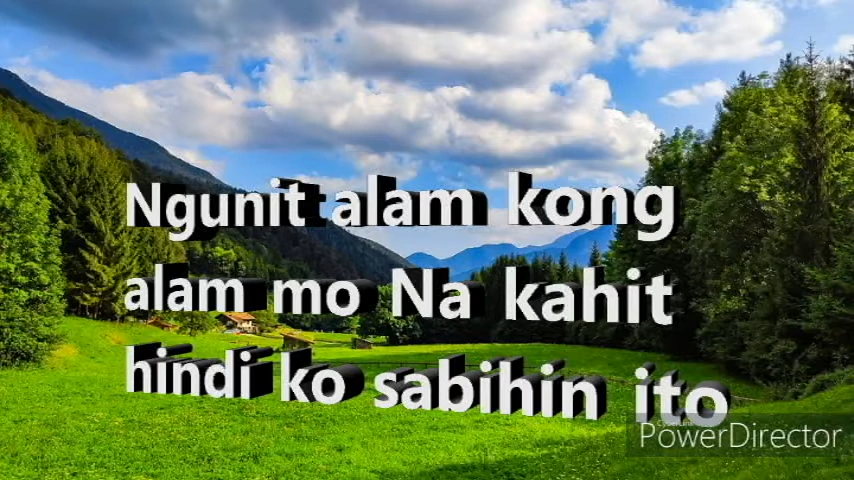 Ngunit alam kong
alam mo Na kahit
hindi ko sabihin ito
PowerDirector